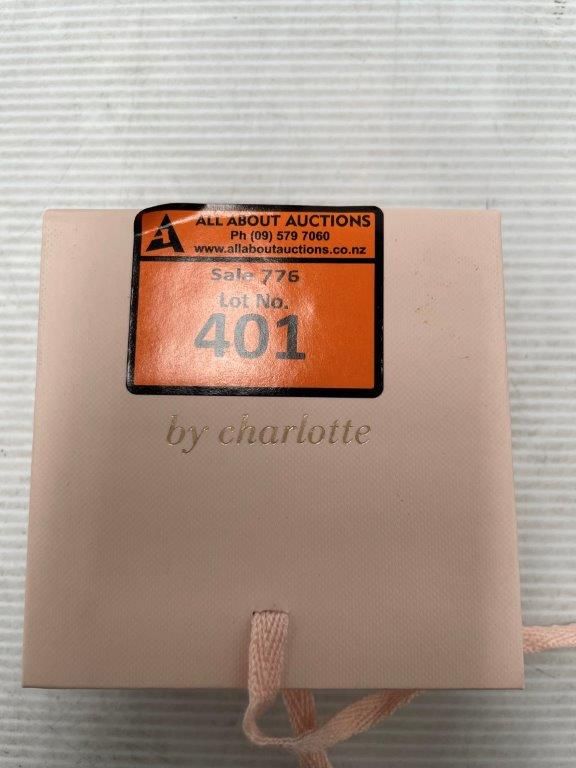 ALL ABOUT AUCTIONS
Ph (09) 579 7060
www.allaboutauctions.co.nz
Sale 776
Lot No.
401
by charlotte